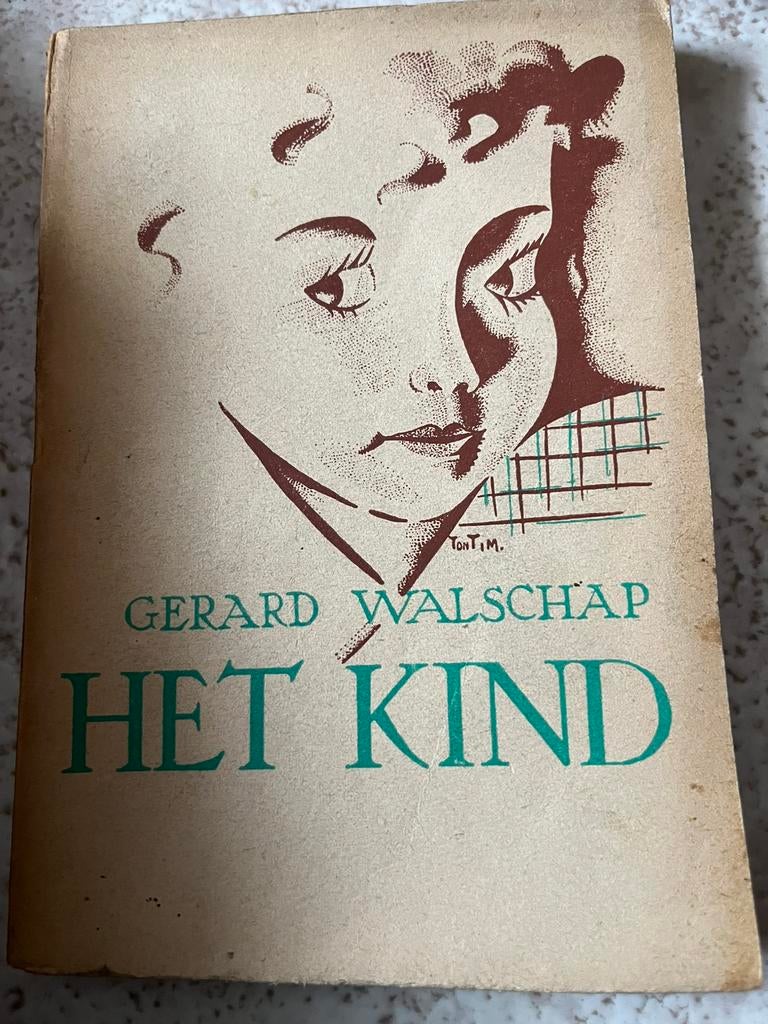 TonTIM.
GERARD WALSCHAP
HET KIND